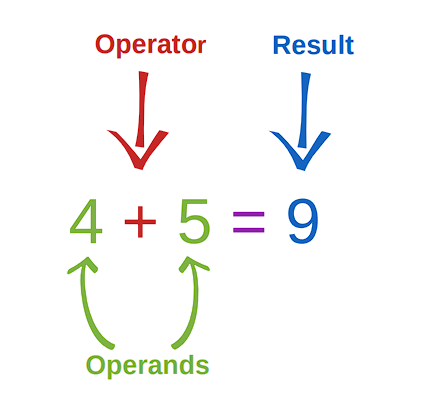 Operator Result
4 + 5 = 9
Operands